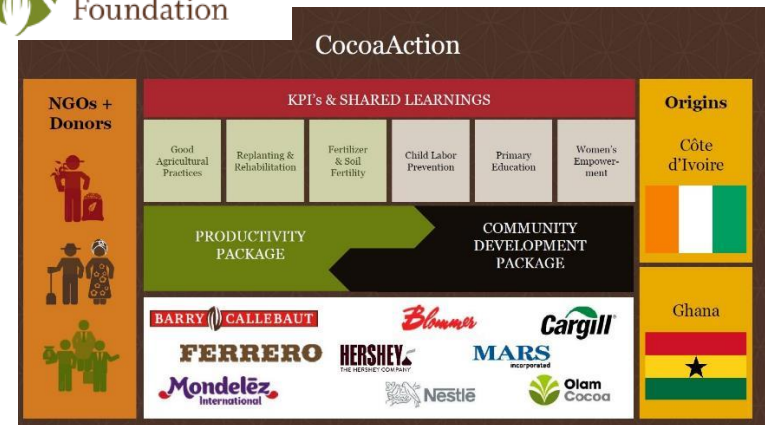 Foundation
CocoaAction
NGOs +
Donors
KPI's & SHARED LEARNINGS
Good
Agricultural
Practices
Replanting &
Rehabilitation
Fertilizer
& Soil
Fertility
Child Labor
Prevention
Primary
Education
Women's
Empower-
ment
PRODUCTIVITY
PACKAGE
COMMUNITY
DEVELOPMENT
PACKAGE
BARRY CALLEBAUT
Blommer
Cargill
FERRERO
HERSHEY
THE HERSHEY COMPANY
MARS
incorporated
Mondelēz
International
Nestlē
Olam
Cocoa
Origins
Côte
d'Ivoire
Ghana